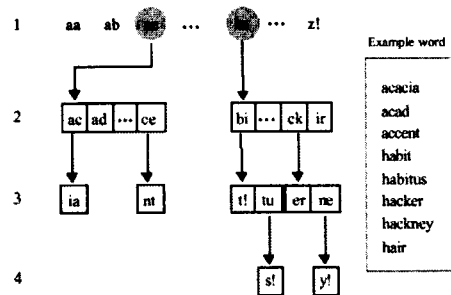 1 aa ab ... ... z!
Example word
2 ac ad ... ce bi ... ck ir
3 ia nt t! tu er ne
4 s! y!
acacia
acad
accent
habit
habitus
hacker
hackney
hair